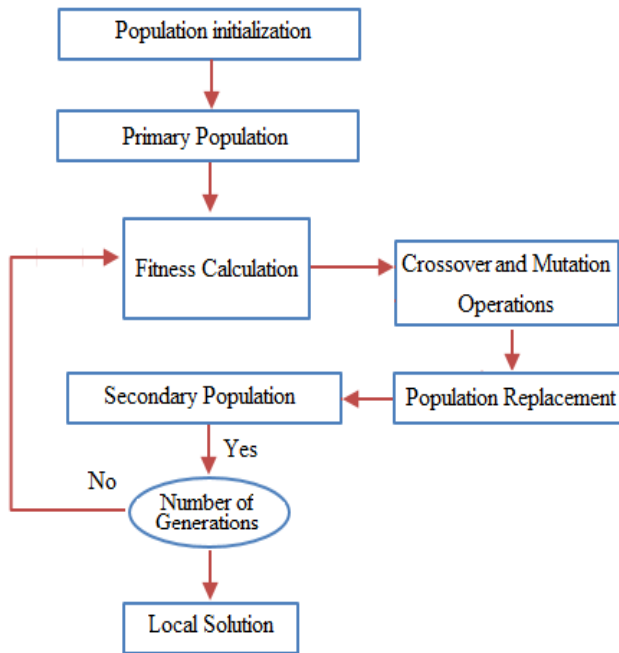 Population initialization
Primary Population
Fitness Calculation
Crossover and Mutation
Operations
Secondary Population
Population Replacement
Yes
No
Number of
Generations
Local Solution